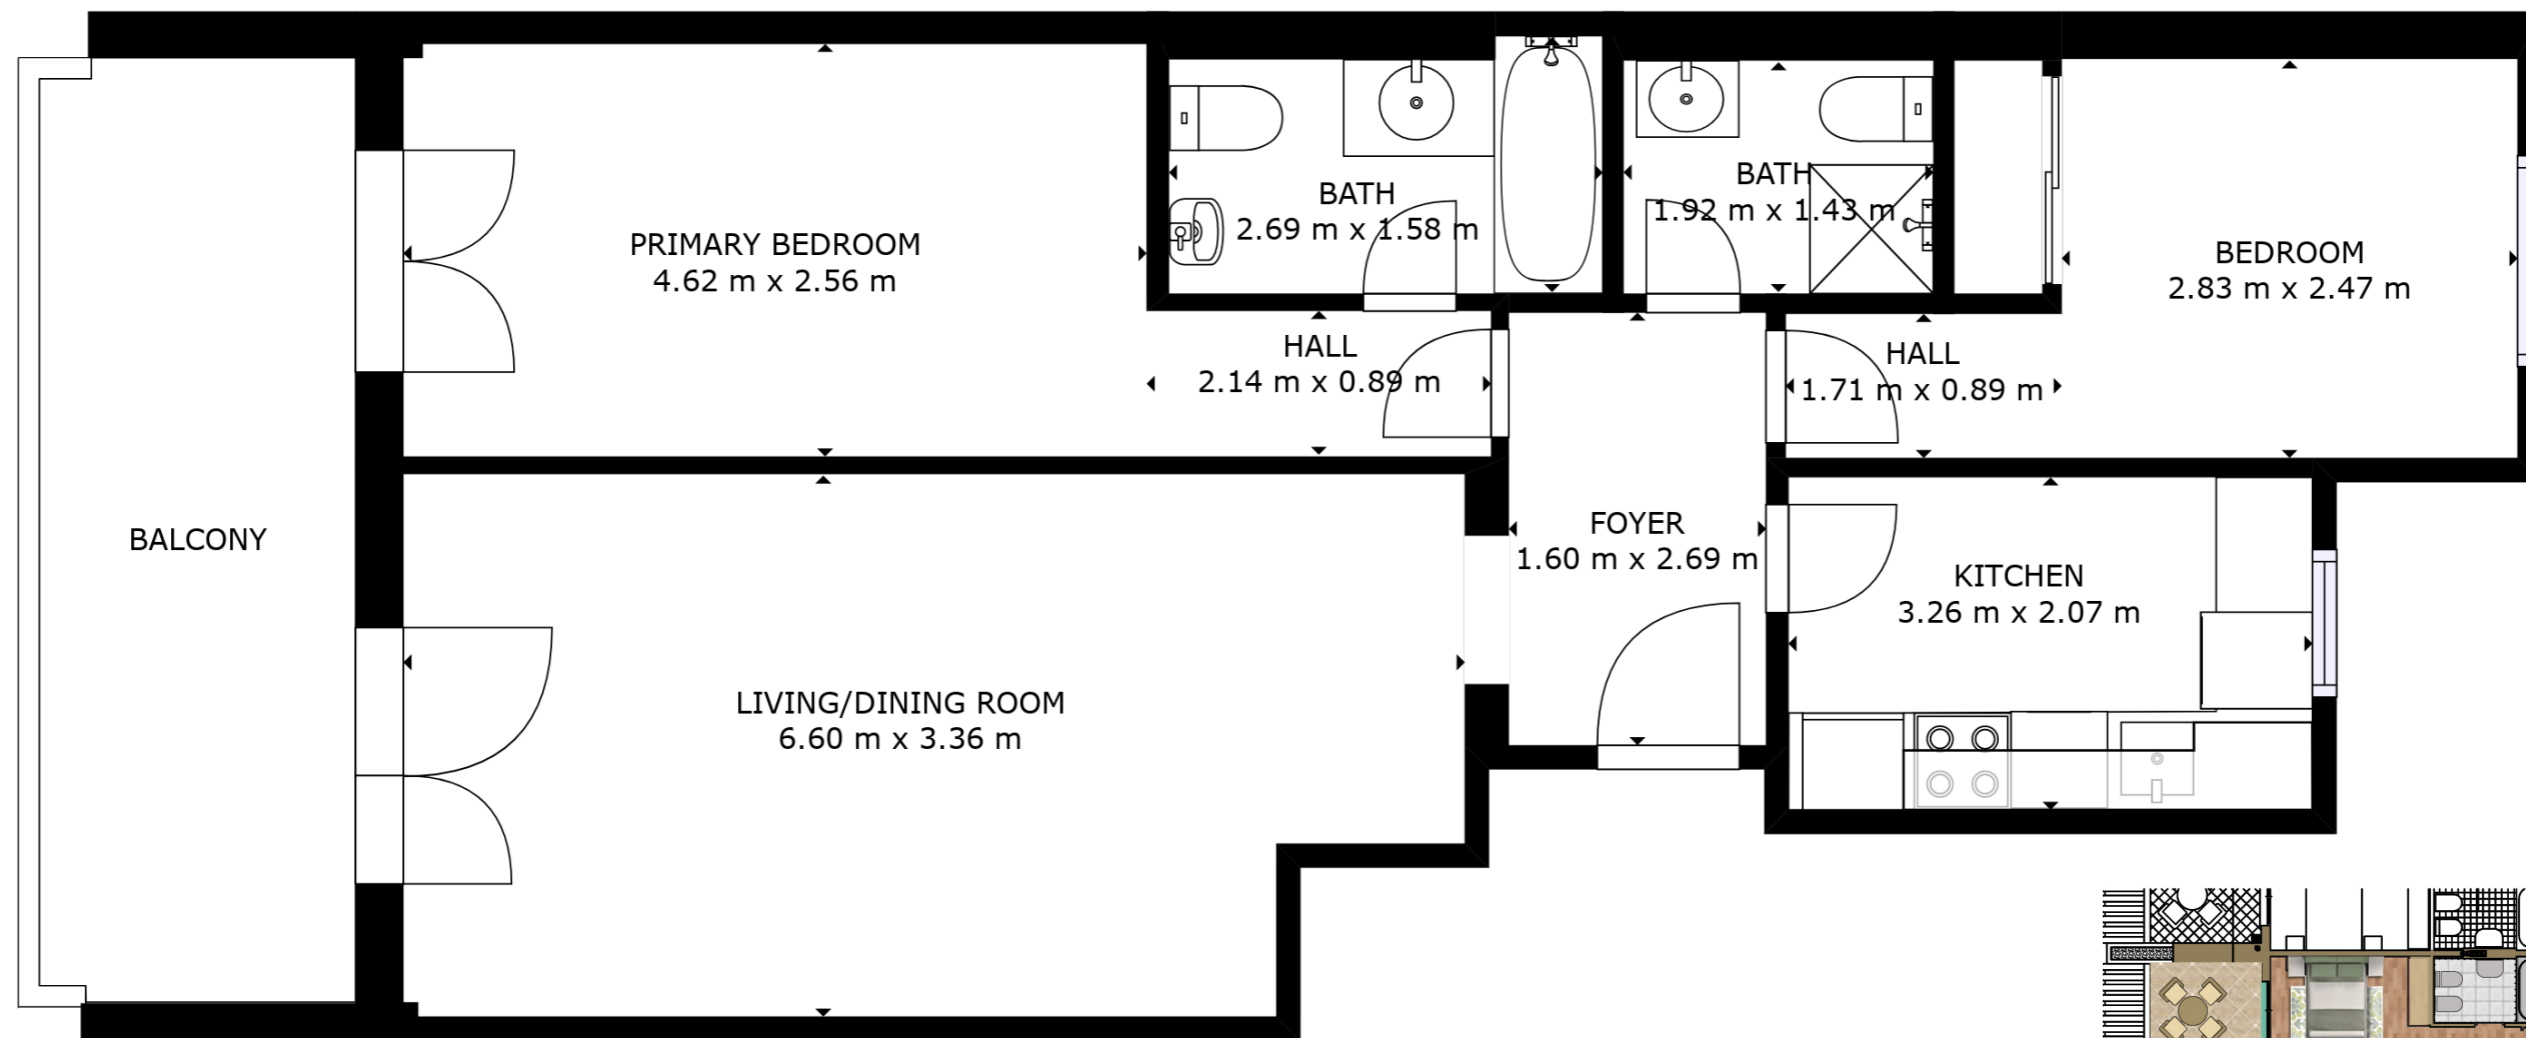 PRIMARY BEDROOM
4.62 m x 2.56 m
BATH
2.69 m x 1.58 m
BATH
1.92 m x 1.43 m
BEDROOM
2.83 m x 2.47 m
HALL
2.14 m x 0.89 m
HALL
1.71 m x 0.89 m
BALCONY
FOYER
1.60 m x 2.69 m
KITCHEN
3.26 m x 2.07 m
LIVING/DINING ROOM
6.60 m x 3.36 m